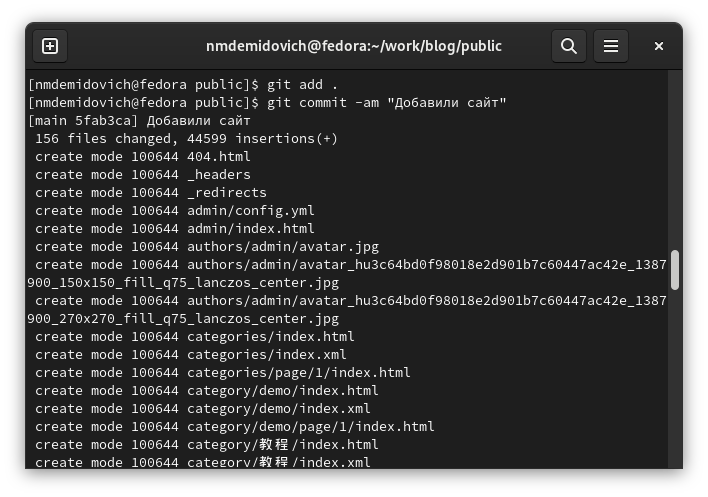 nmdemidovich@fedora:~/work/blog/public
[nmdemidovich@fedora public]$ git add .
[nmdemidovich@fedora public]$ git commit -am "Добавили сайт"
[main 5fab3ca] Добавили сайт
 156 files changed, 44599 insertions(+)
 create mode 100644 404.html
 create mode 100644 _headers
 create mode 100644 _redirects
 create mode 100644 admin/config.yml
 create mode 100644 admin/index.html
 create mode 100644 authors/admin/avatar.jpg
 create mode 100644 authors/admin/avatar_hu3c64bd0f98018e2d901b7c60447ac42e_1387
900_150x150_fill_q75_lanczos_center.jpg
 create mode 100644 authors/admin/avatar_hu3c64bd0f98018e2d901b7c60447ac42e_1387
900_270x270_fill_q75_lanczos_center.jpg
 create mode 100644 categories/index.html
 create mode 100644 categories/index.xml
 create mode 100644 categories/page/1/index.html
 create mode 100644 category/demo/index.html
 create mode 100644 category/demo/index.xml
 create mode 100644 category/demo/page/1/index.html
 create mode 100644 category/教程/index.html
 create mode 100644 category/教程/index.xml